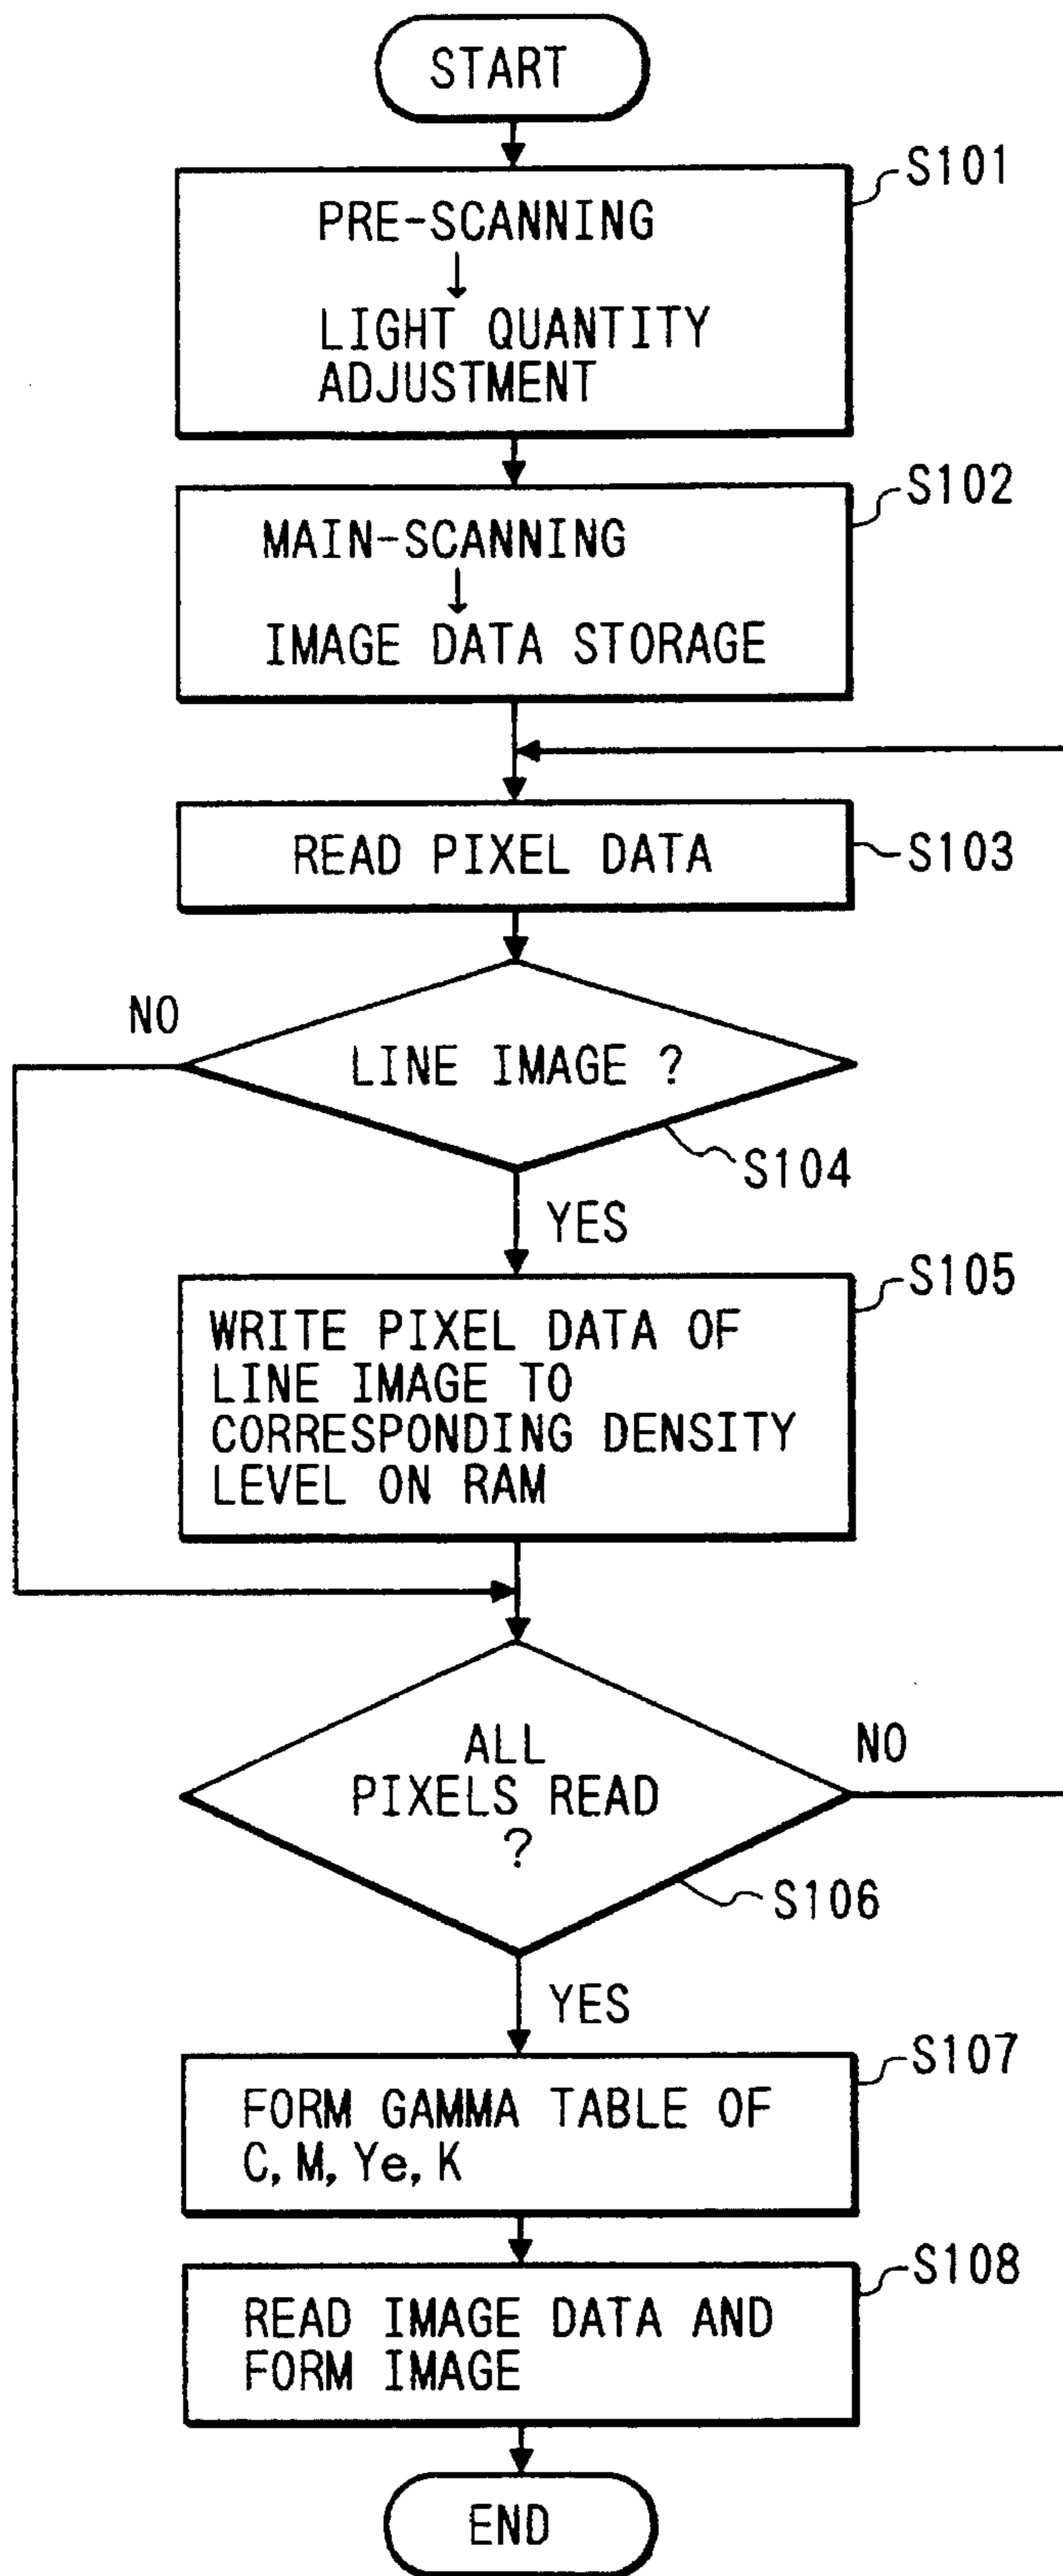 START
S101
PRE-SCANNING
LIGHT QUANTITY
ADJUSTMENT
S102
MAIN-SCANNING
IMAGE DATA STORAGE
READ PIXEL DATA
S103
NO
LINE IMAGE ?
S104
YES
S105
WRITE PIXEL DATA OF
LINE IMAGE TO
CORRESPONDING DENSITY
LEVEL ON RAM
ALL
PIXELS READ
?
NO
S106
YES
S107
FORM GAMMA TABLE OF
C, M, Ye, K
S108
READ IMAGE DATA AND
FORM IMAGE
END